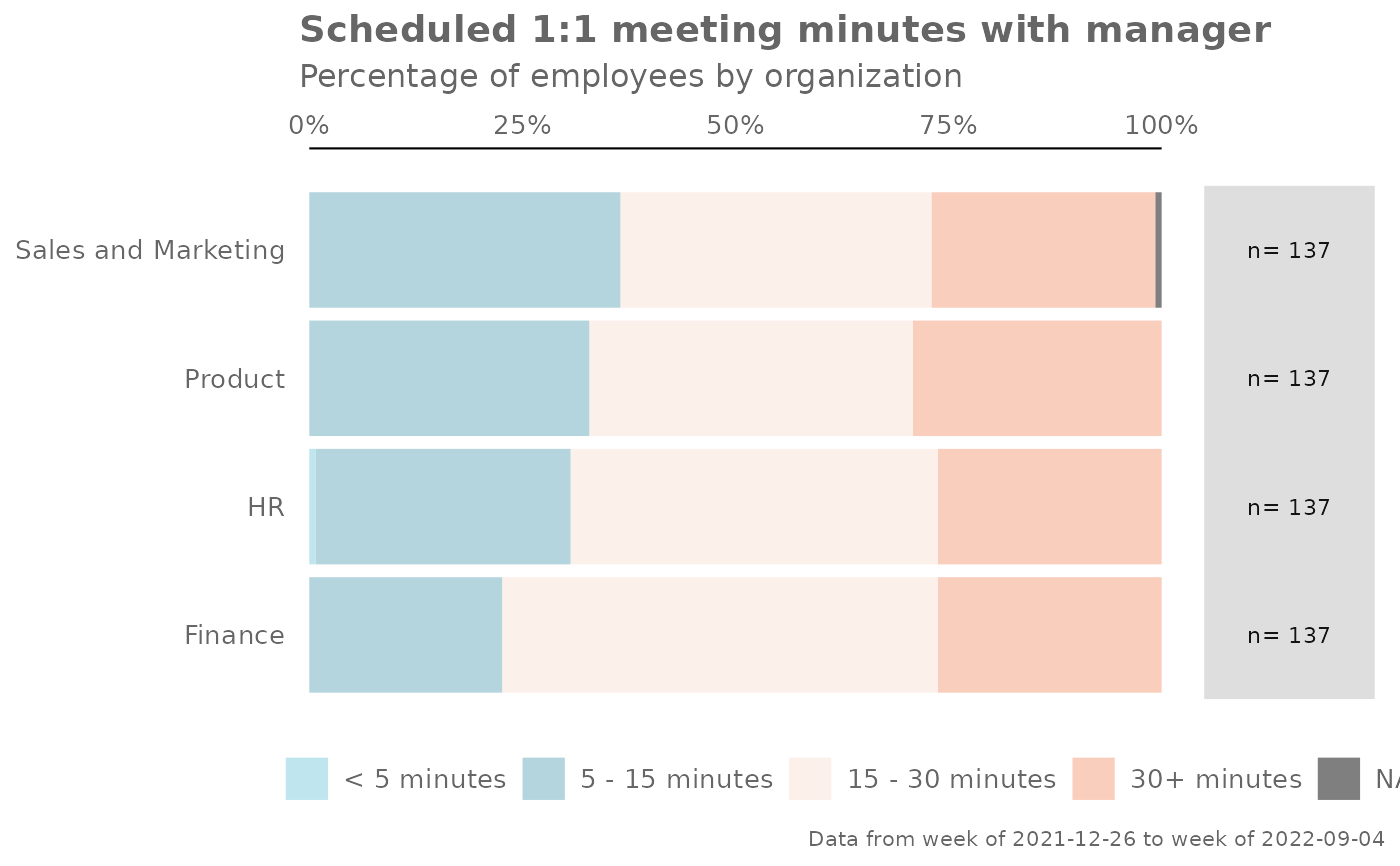 Scheduled 1:1 meeting minutes with manager
Percentage of employees by organization
0% 25% 50% 75% 100%
Sales and Marketing n= 137
Product n= 137
HR n= 137
Finance n= 137
< 5 minutes 5 - 15 minutes 15 - 30 minutes 30+ minutes
Data from week of 2021-12-26 to week of 2022-09-04